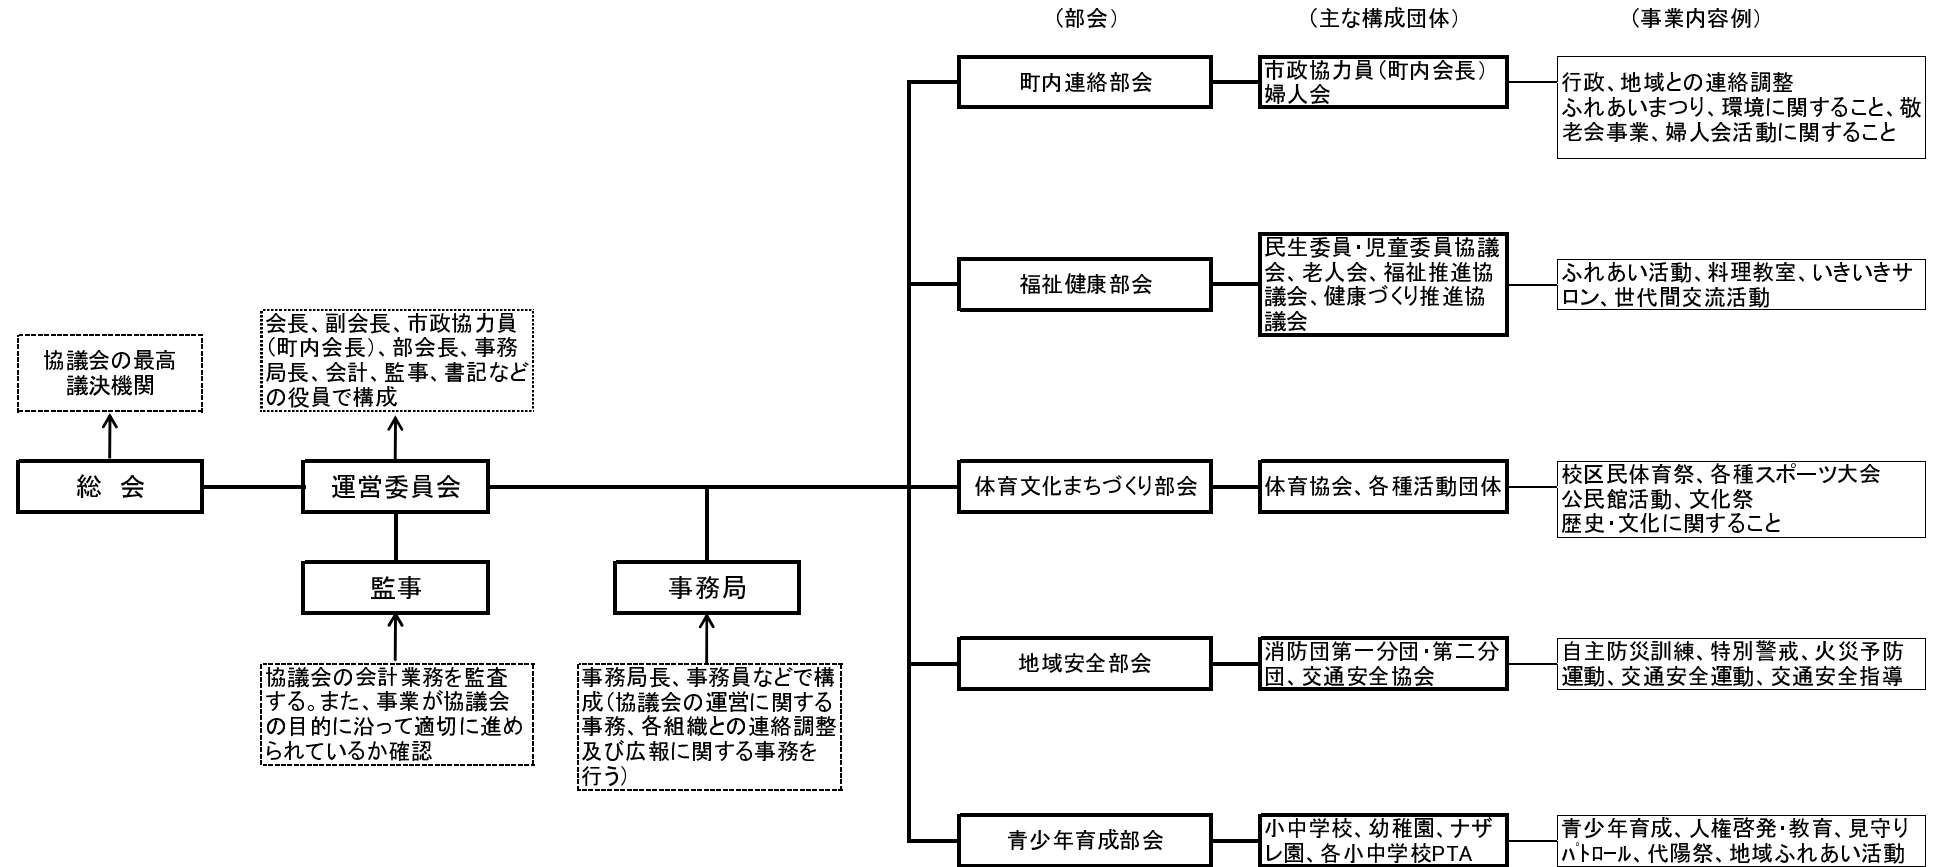 （部会）
（主な構成団体）
（事業内容例）
町内連絡部会
市政協力員（町内会長）
婦人会
行政、地域との連絡調整
ふれあいまつり、環境に関すること、敬
老会事業、婦人会活動に関すること
福祉健康部会
民生委員・児童委員協議
会、老人会、福祉推進協
議会、健康づくり推進協
議会
ふれあい活動、料理教室、いきいきサ
ロン、世代間交流活動
協議会の最高
議決機関
会長、副会長、市政協力員
（町内会長）、部会長、事務
局長、会計、監事、書記など
の役員で構成
総　会
運営委員会
体育文化まちづくり部会
体育協会、各種活動団体
校区民体育祭、各種スポーツ大会
公民館活動、文化祭
歴史・文化に関すること
監事
事務局
協議会の会計業務を監査
する。また、事業が協議会
の目的に沿って適切に進め
られているか確認
事務局長、事務員などで構
成（協議会の運営に関する
事務、各組織との連絡調整
及び広報に関する事務を
行う）
地域安全部会
消防団第一分団・第二分
団、交通安全協会
自主防災訓練、特別警戒、火災予防
運動、交通安全運動、交通安全指導
青少年育成部会
小中学校、幼稚園、ナザ
レ園、各小中学校PTA
青少年育成、人権啓発・教育、見守り
ﾊﾟﾄﾛｰﾙ、代陽祭、地域ふれあい活動